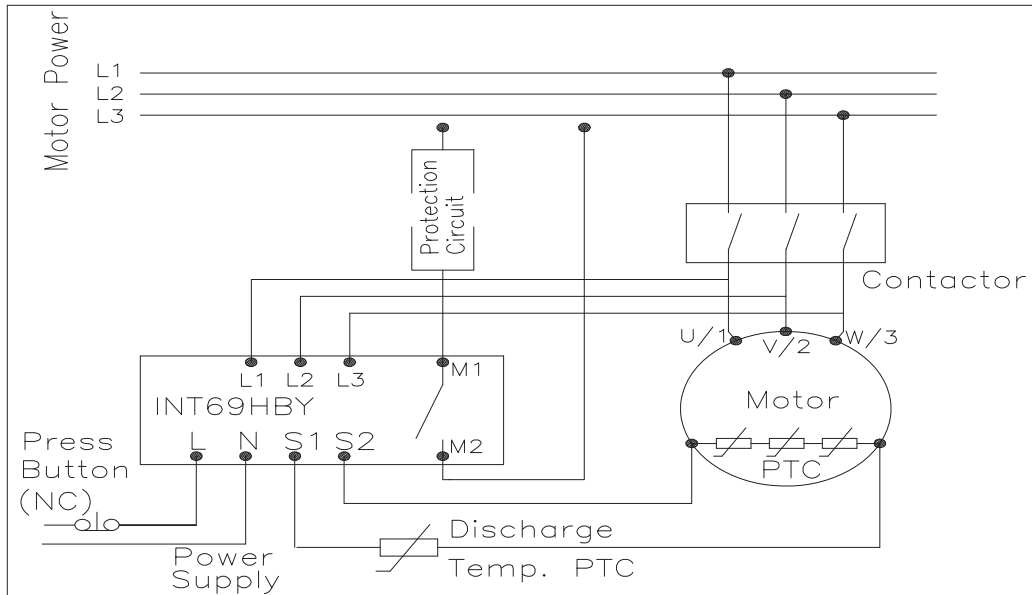 Motor Power
L1
L2
L3
Protection
Circuit
Contactor
U/1
V/2
W/3
L1 L2 L3
M1
INT69HBY
Motor
L N S1 S2
M2
PTC
Press
Button
(NC)
Discharge
Temp. PTC
Power
Supply